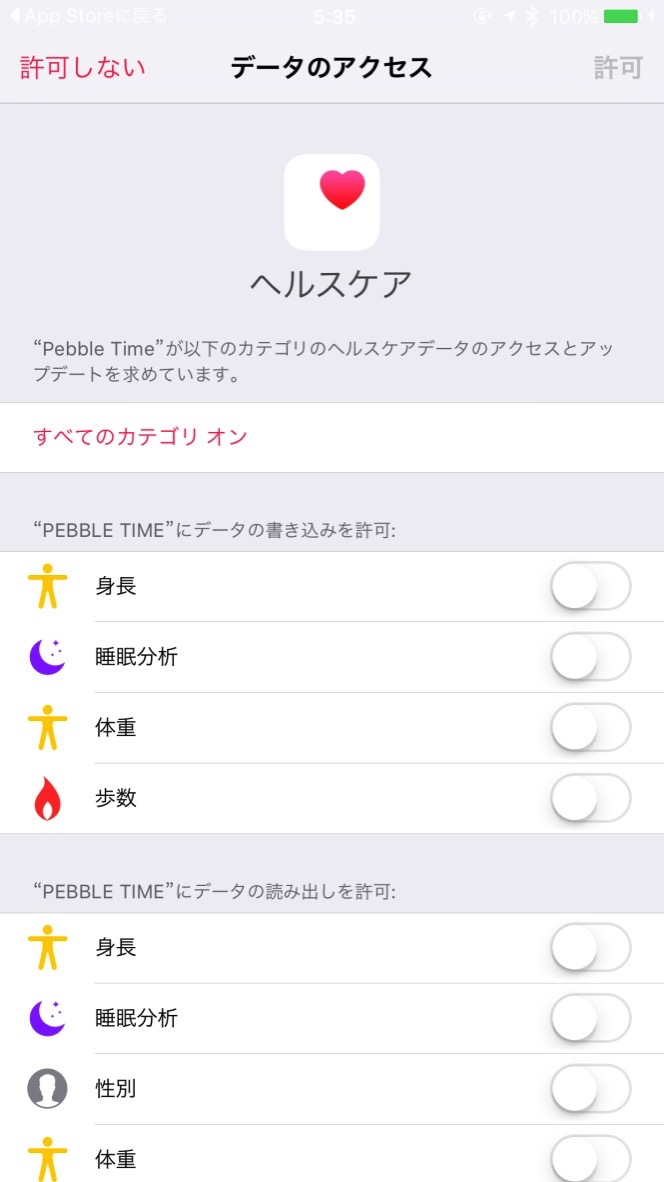 App Storeに戻る 5:35 100%
許可しない データのアクセス 許可
ヘルスケア
“Pebble Time”が以下のカテゴリのヘルスケアデータのアクセスとアッ
プデートを求めています。
すべてのカテゴリ オン
“PEBBLE TIME”にデータの書き込みを許可:
身長
睡眠分析
体重
歩数
“PEBBLE TIME”にデータの読み出しを許可:
身長
睡眠分析
性別
体重